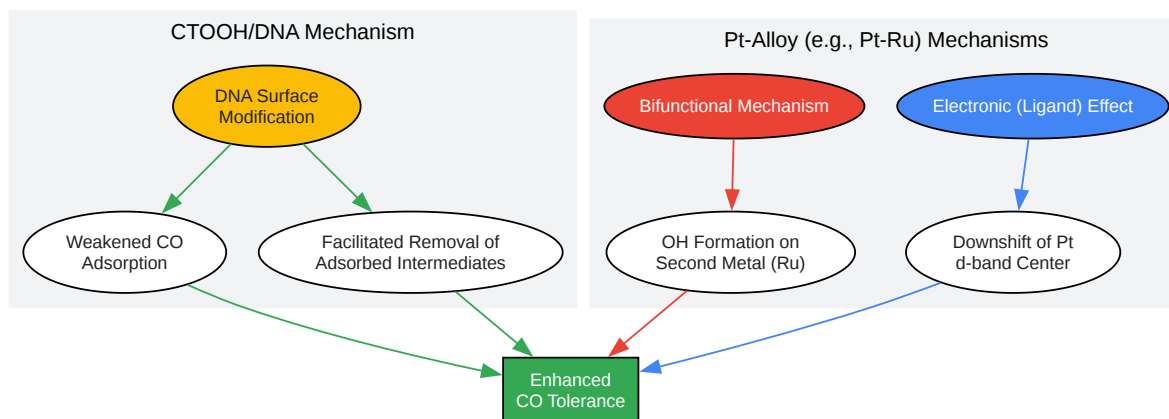 CTOOH/DNA Mechanism
DNA Surface
Modification
Weakened CO
Adsorption
Facilitated Removal of
Adsorbed Intermediates
Pt-Alloy (e.g., Pt-Ru) Mechanisms
Bifunctional Mechanism
Electronic (Ligand) Effect
OH Formation on
Second Metal (Ru)
Downshift of Pt
d-band Center
Enhanced
CO Tolerance